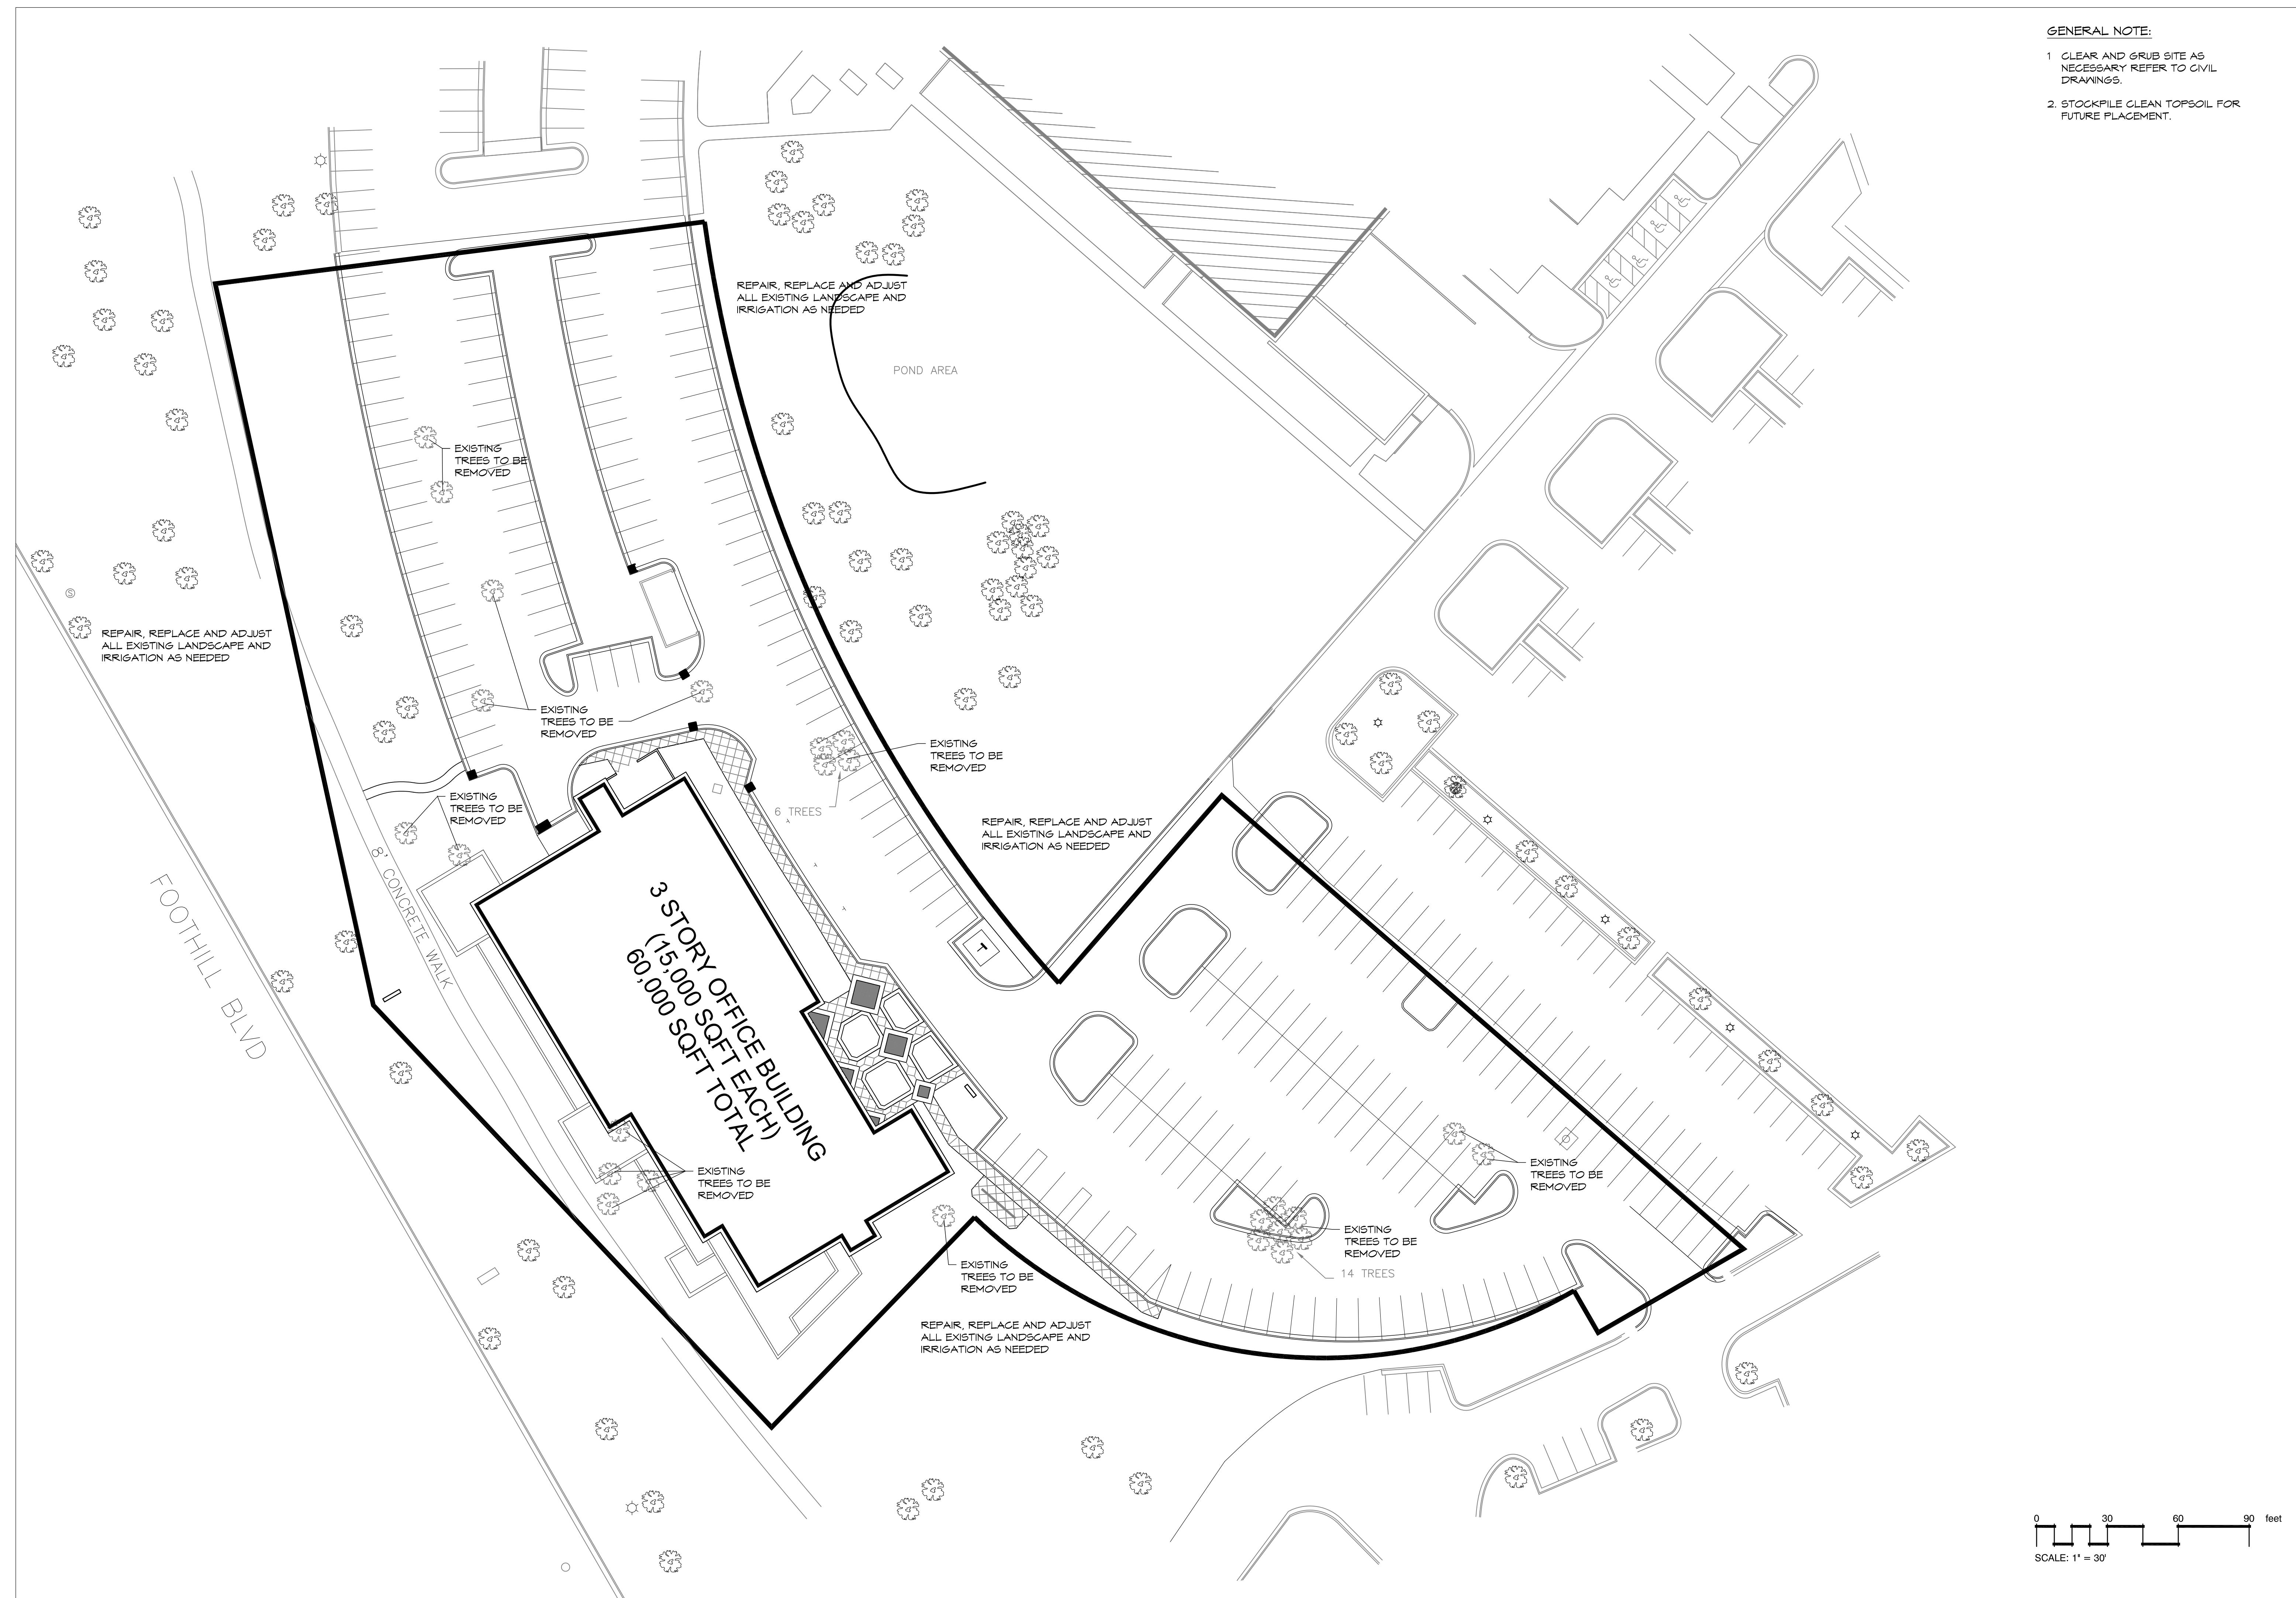 GENERAL NOTE:
1 CLEAR AND GRUB SITE AS
NECESSARY REFER TO CIVIL
DRAWINGS.
2. STOCKPILE CLEAN TOPSOIL FOR
FUTURE PLACEMENT.
REPAIR, REPLACE AND ADJUST
ALL EXISTING LANDSCAPE AND
IRRIGATION AS NEEDED
POND AREA
EXISTING
TREES TO BE
REMOVED
REPAIR, REPLACE AND ADJUST
ALL EXISTING LANDSCAPE AND
IRRIGATION AS NEEDED
S
EXISTING
TREES TO BE
REMOVED
EXISTING
TREES TO BE
REMOVED
6 TREES
EXISTING
TREES TO BE
REMOVED
REPAIR, REPLACE AND ADJUST
ALL EXISTING LANDSCAPE AND
IRRIGATION AS NEEDED
8' CONCRETE WALK
FOOTHILL BLVD
3 STORY OFFICE BUILDING
(15,000 SQFT EACH)
60,000 SQFT TOTAL
T
EXISTING
TREES TO BE
REMOVED
EXISTING
TREES TO BE
REMOVED
EXISTING
TREES TO BE
REMOVED
14 TREES
EXISTING
TREES TO BE
REMOVED
REPAIR, REPLACE AND ADJUST
ALL EXISTING LANDSCAPE AND
IRRIGATION AS NEEDED
0 30 60 90 feet
SCALE: 1" = 30'